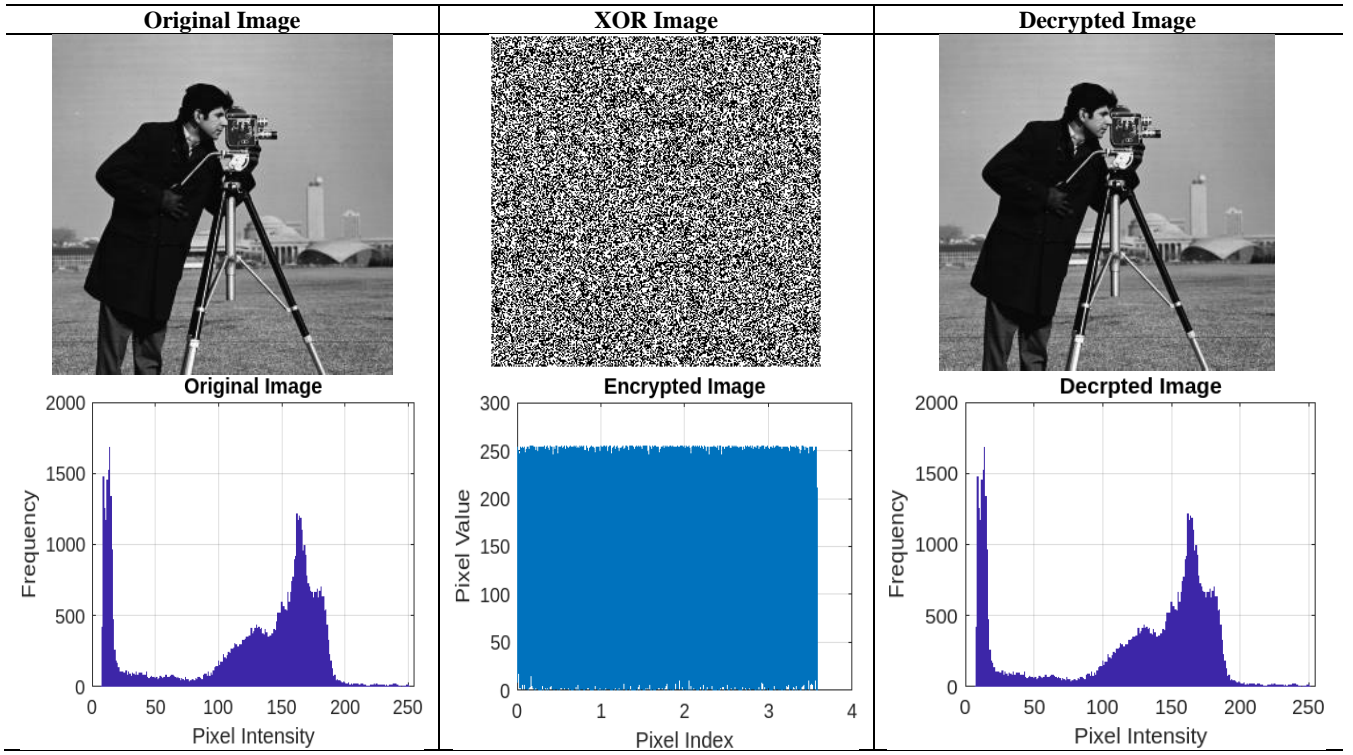 Original Image
XOR Image
Decrypted Image
Original Image
2000
1500
1000
500
0
Frequency
0 50 100 150 200 250
Pixel Intensity
Encrypted Image
300
250
200
150
100
50
0
Pixel Value
0 1 2 3 4
Pixel Index
Decrpted Image
2000
1500
1000
500
0
Frequency
0 50 100 150 200 250
Pixel Intensity